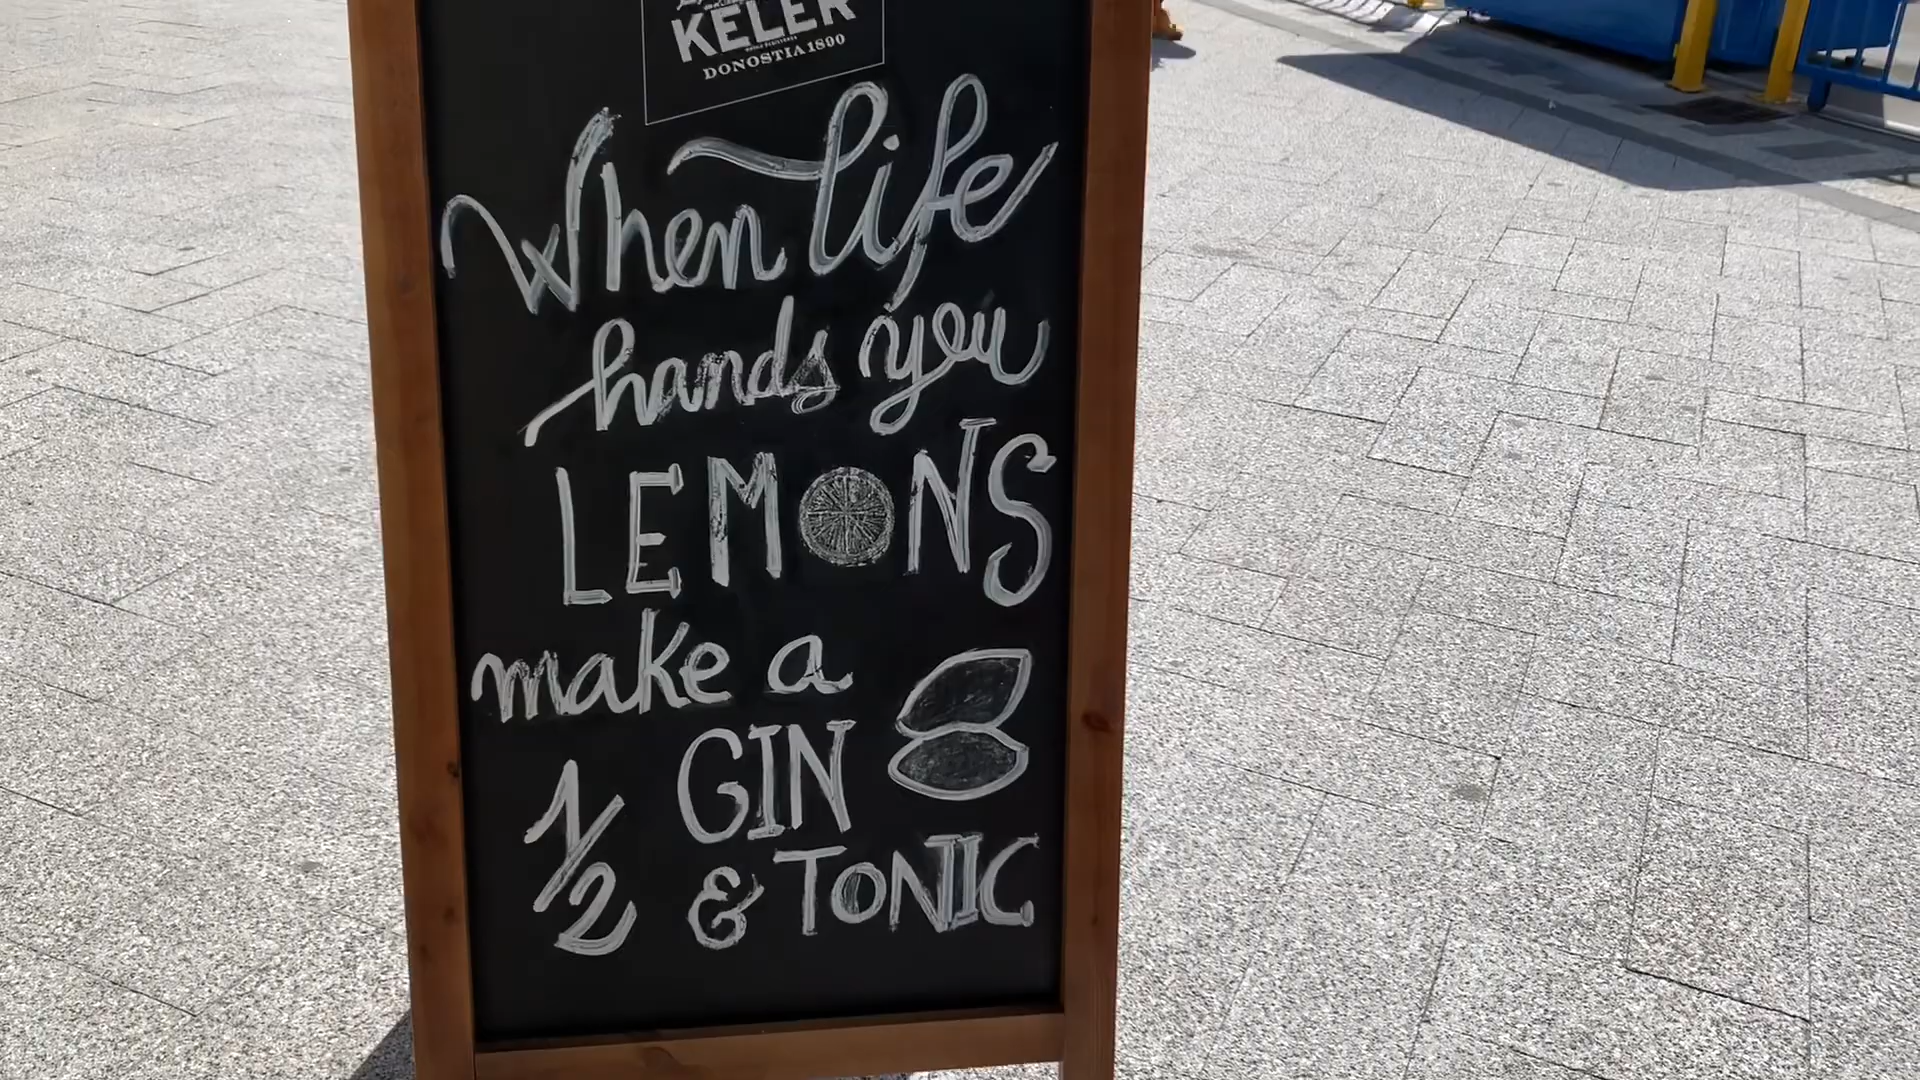 KELER
DONOSTIA 1890
When life
hands you
LEMONS
make a
GIN
1/2 & TONIC